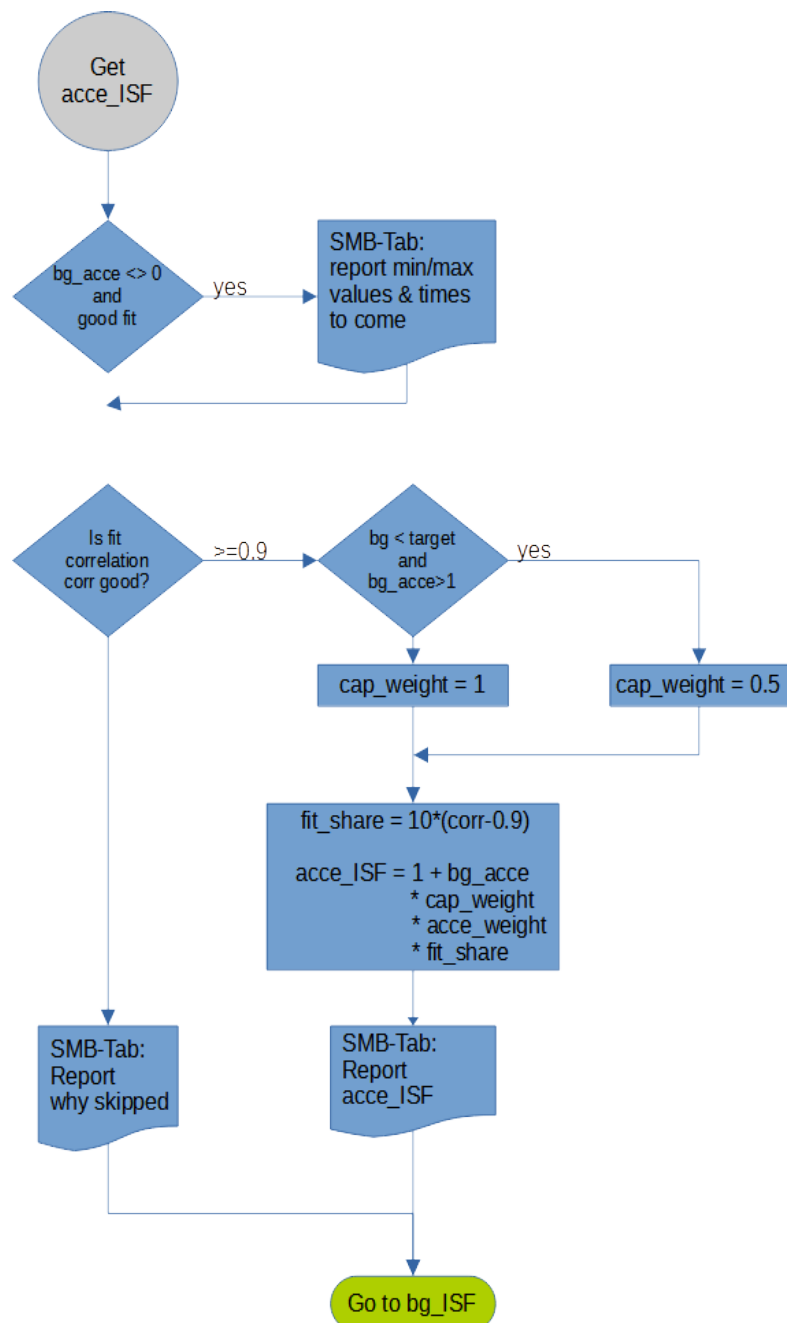 Get
acce_ISF
bg_acce <> 0
and
good fit
yes
SMB-Tab:
report min/max
values & times
to come
Is fit
correlation
corr good?
>=0.9
bg < target
and
bg_acce>1
yes
cap_weight = 1
cap_weight = 0.5
fit_share = 10*(corr-0.9)
acce_ISF = 1 + bg_acce
* cap_weight
* acce_weight
* fit_share
SMB-Tab:
Report
why skipped
SMB-Tab:
Report
acce_ISF
Go to bg_ISF